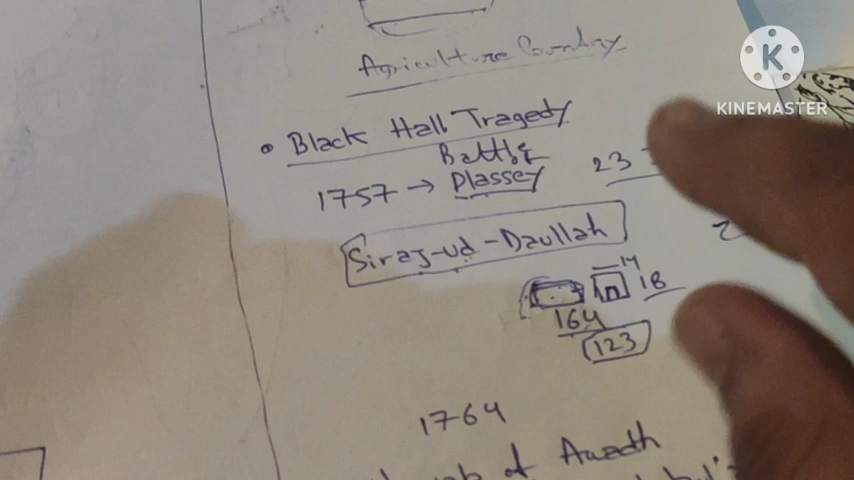 Agriculture Country
KINEMASTER
• Black Hall Tragedy
Battle
1757 → Plassey
23
Siraj-ud-Daullah
14
18
164
123
1764
of Awadh